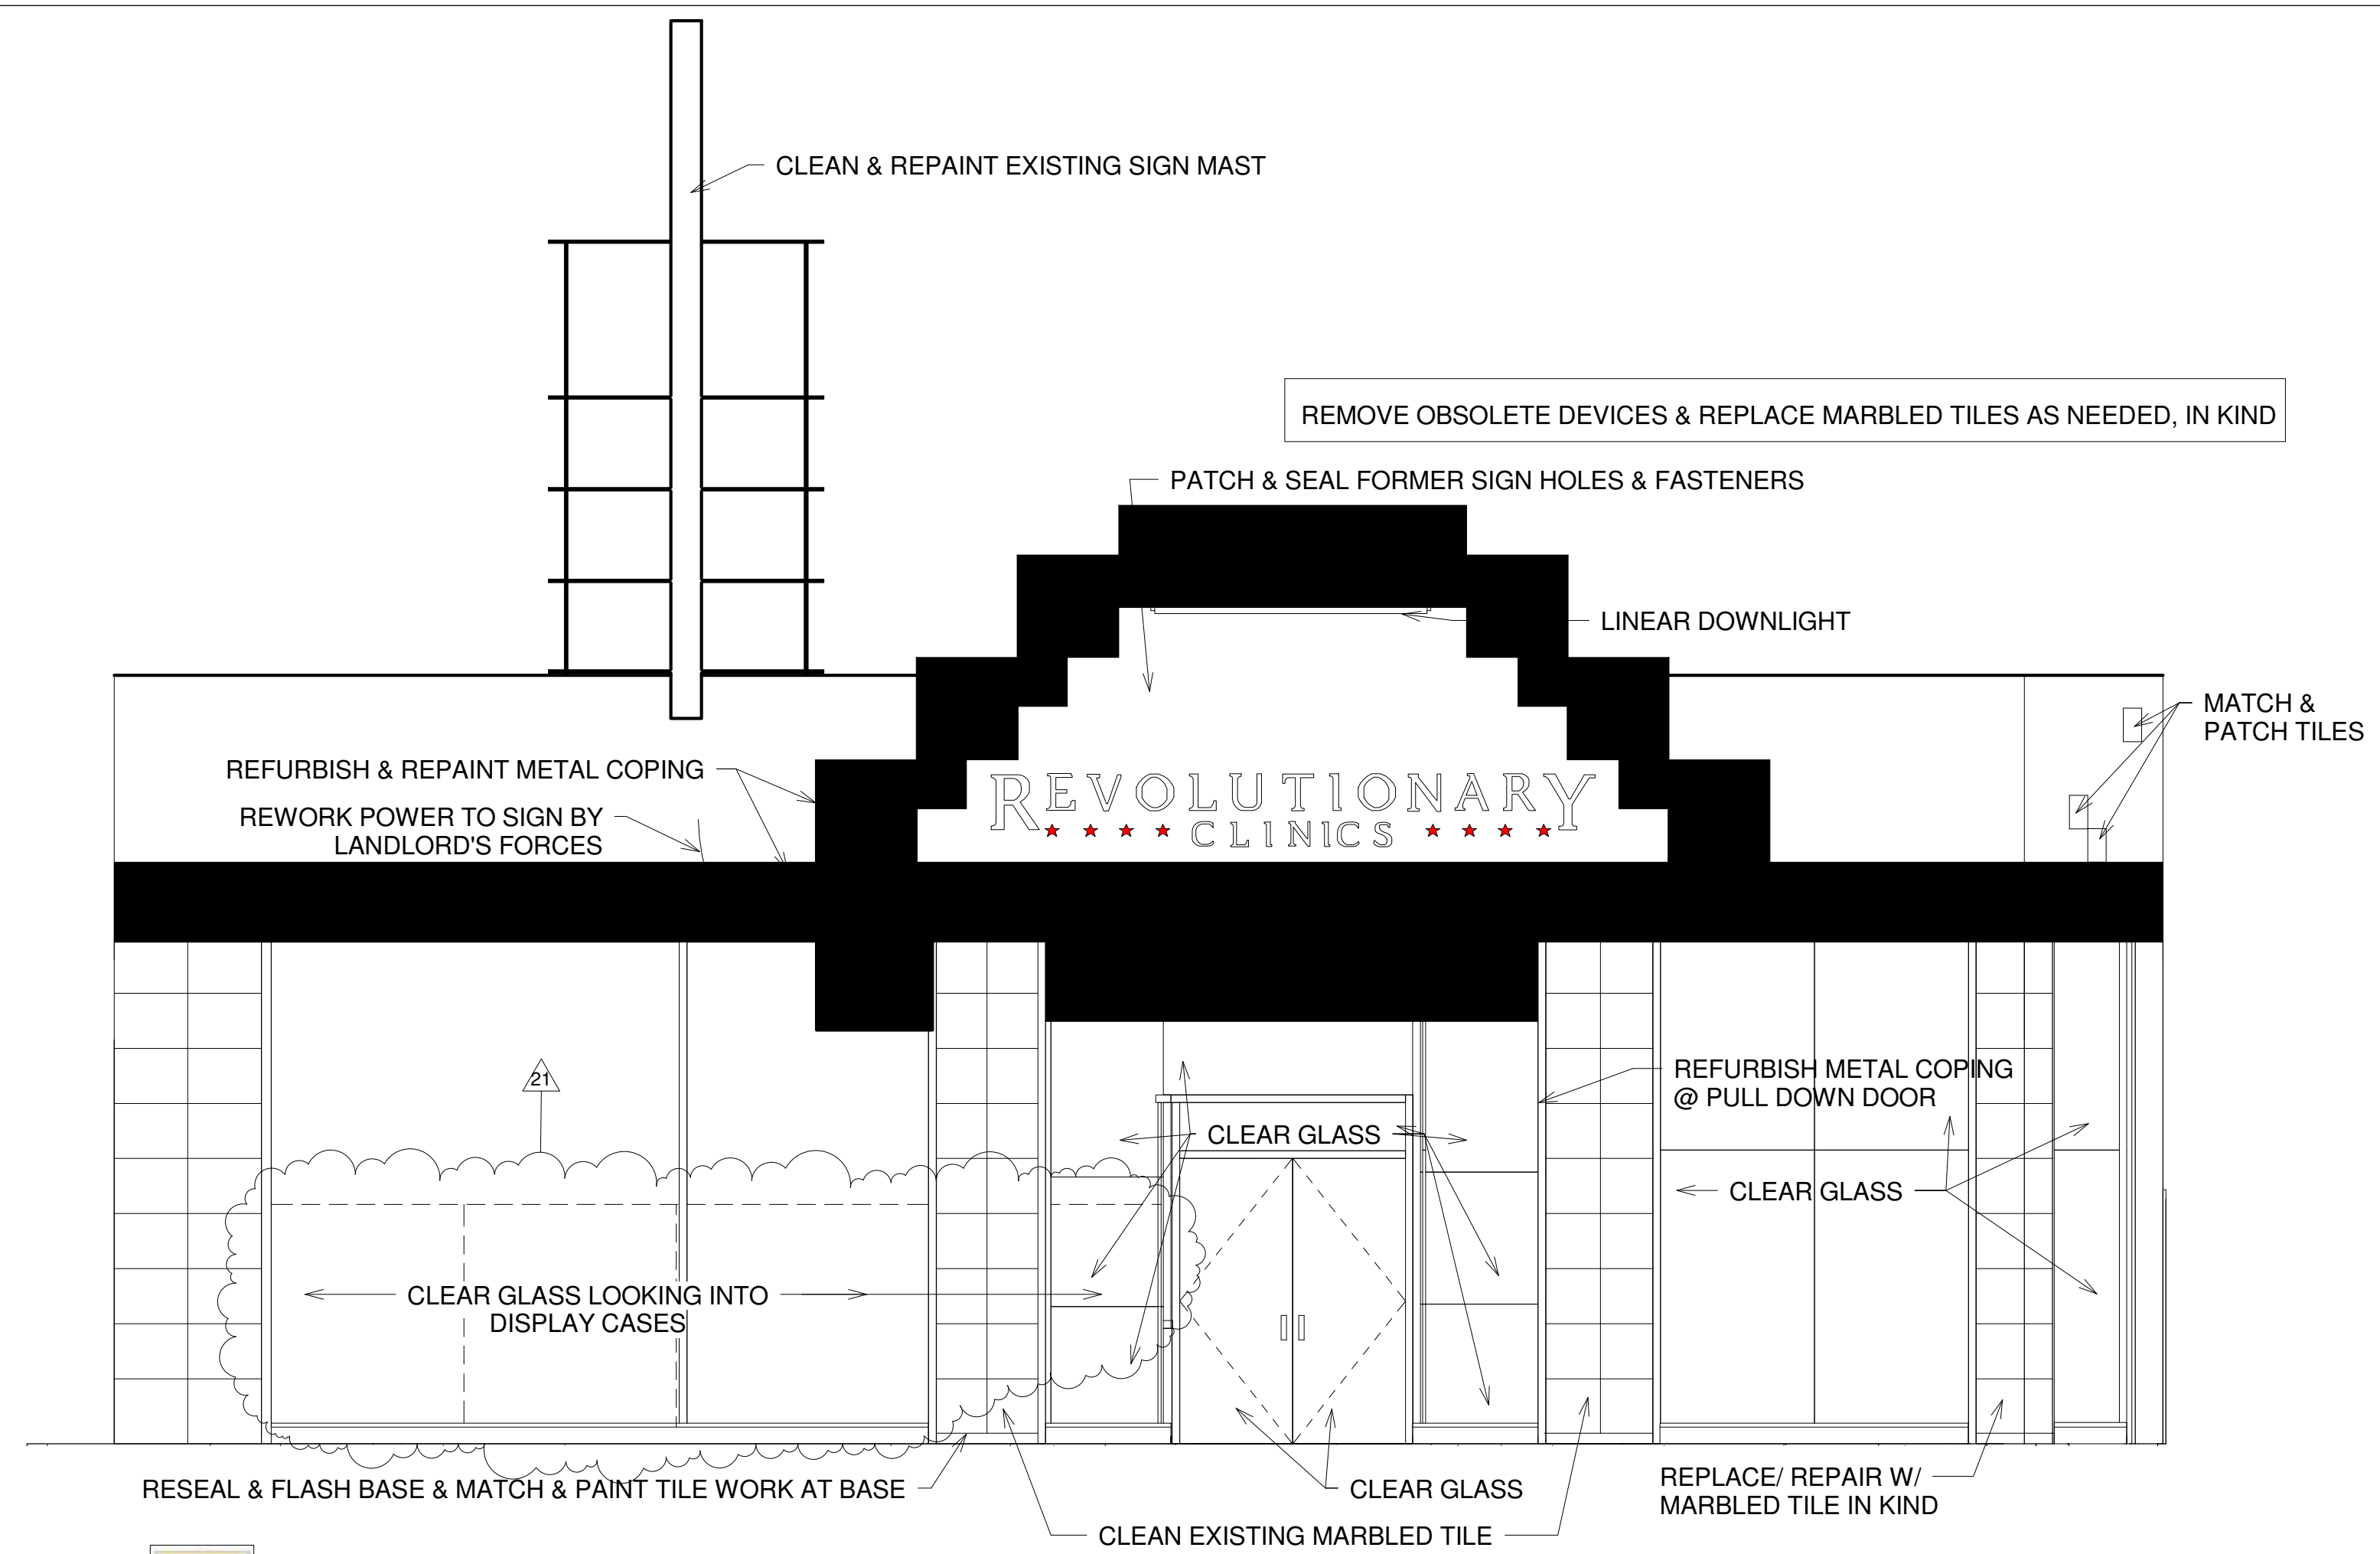 CLEAN & REPAINT EXISTING SIGN MAST
REMOVE OBSOLETE DEVICES & REPLACE MARBLED TILES AS NEEDED, IN KIND
PATCH & SEAL FORMER SIGN HOLES & FASTENERS
LINEAR DOWNLIGHT
MATCH &
PATCH TILES
REFURBISH & REPAINT METAL COPING
REWORK POWER TO SIGN BY
LANDLORD'S FORCES
REVOLUTIONARY
CLINICS
21
REFURBISH METAL COPING
@ PULL DOWN DOOR
CLEAR GLASS
CLEAR GLASS
CLEAR GLASS LOOKING INTO
DISPLAY CASES
RESEAL & FLASH BASE & MATCH & PAINT TILE WORK AT BASE
CLEAR GLASS
REPLACE/ REPAIR W/
MARBLED TILE IN KIND
CLEAN EXISTING MARBLED TILE